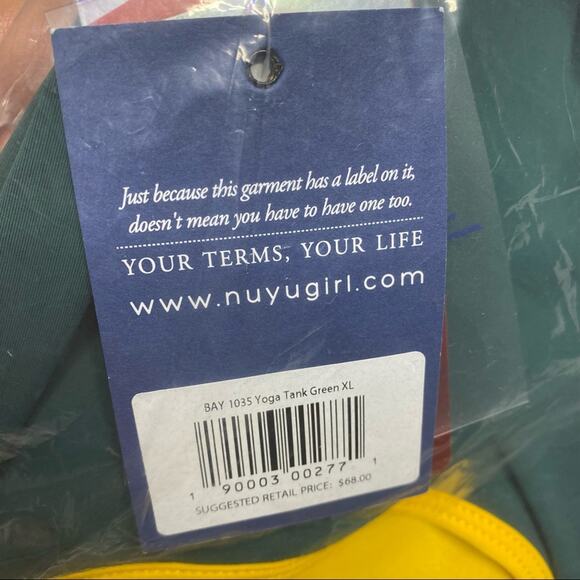 Just because this garment has a label on it,
doesn't mean you have to have one too.
YOUR TERMS, YOUR LIFE
www.nuyugirl.com
BAY 1035 Yoga Tank Green XL
1 90003 00277 1
SUGGESTED RETAIL PRICE: $68.00